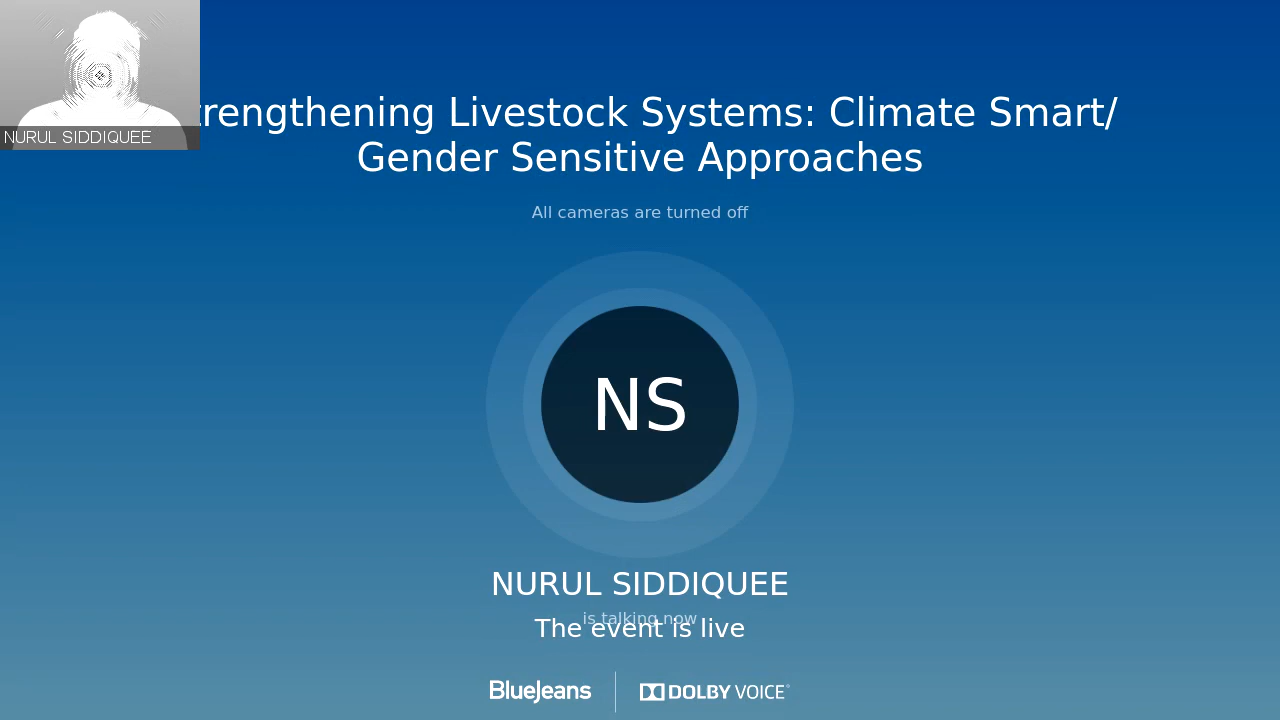 NURUL SIDDIQUEE
trengthening Livestock Systems: Climate Smart/
Gender Sensitive Approaches
All cameras are turned off
NS
NURUL SIDDIQUEE
is talking now
The event is live
BlueJeans
DOLBY VOICE®